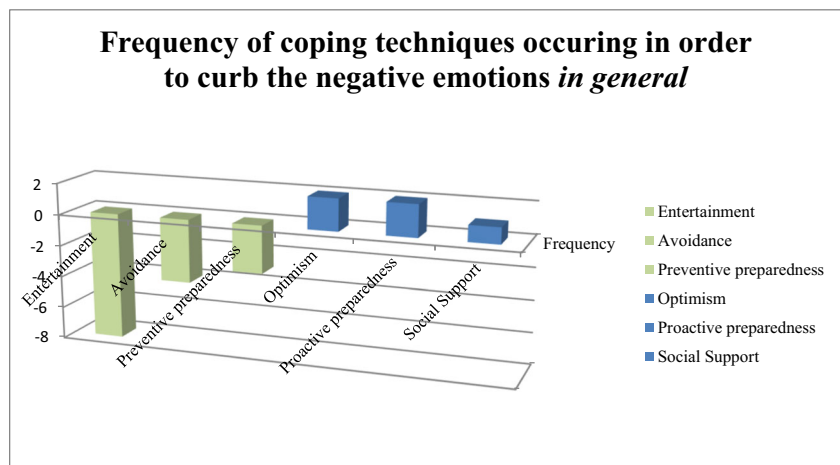 Frequency of coping techniques occuring in order
to curb the negative emotions in general
2
0
-2
-4
-6
-8
Entertainment
Avoidance
Preventive preparedness
Optimism
Proactive preparedness
Social Support
Frequency
Entertainment
Avoidance
Preventive preparedness
Optimism
Proactive preparedness
Social Support